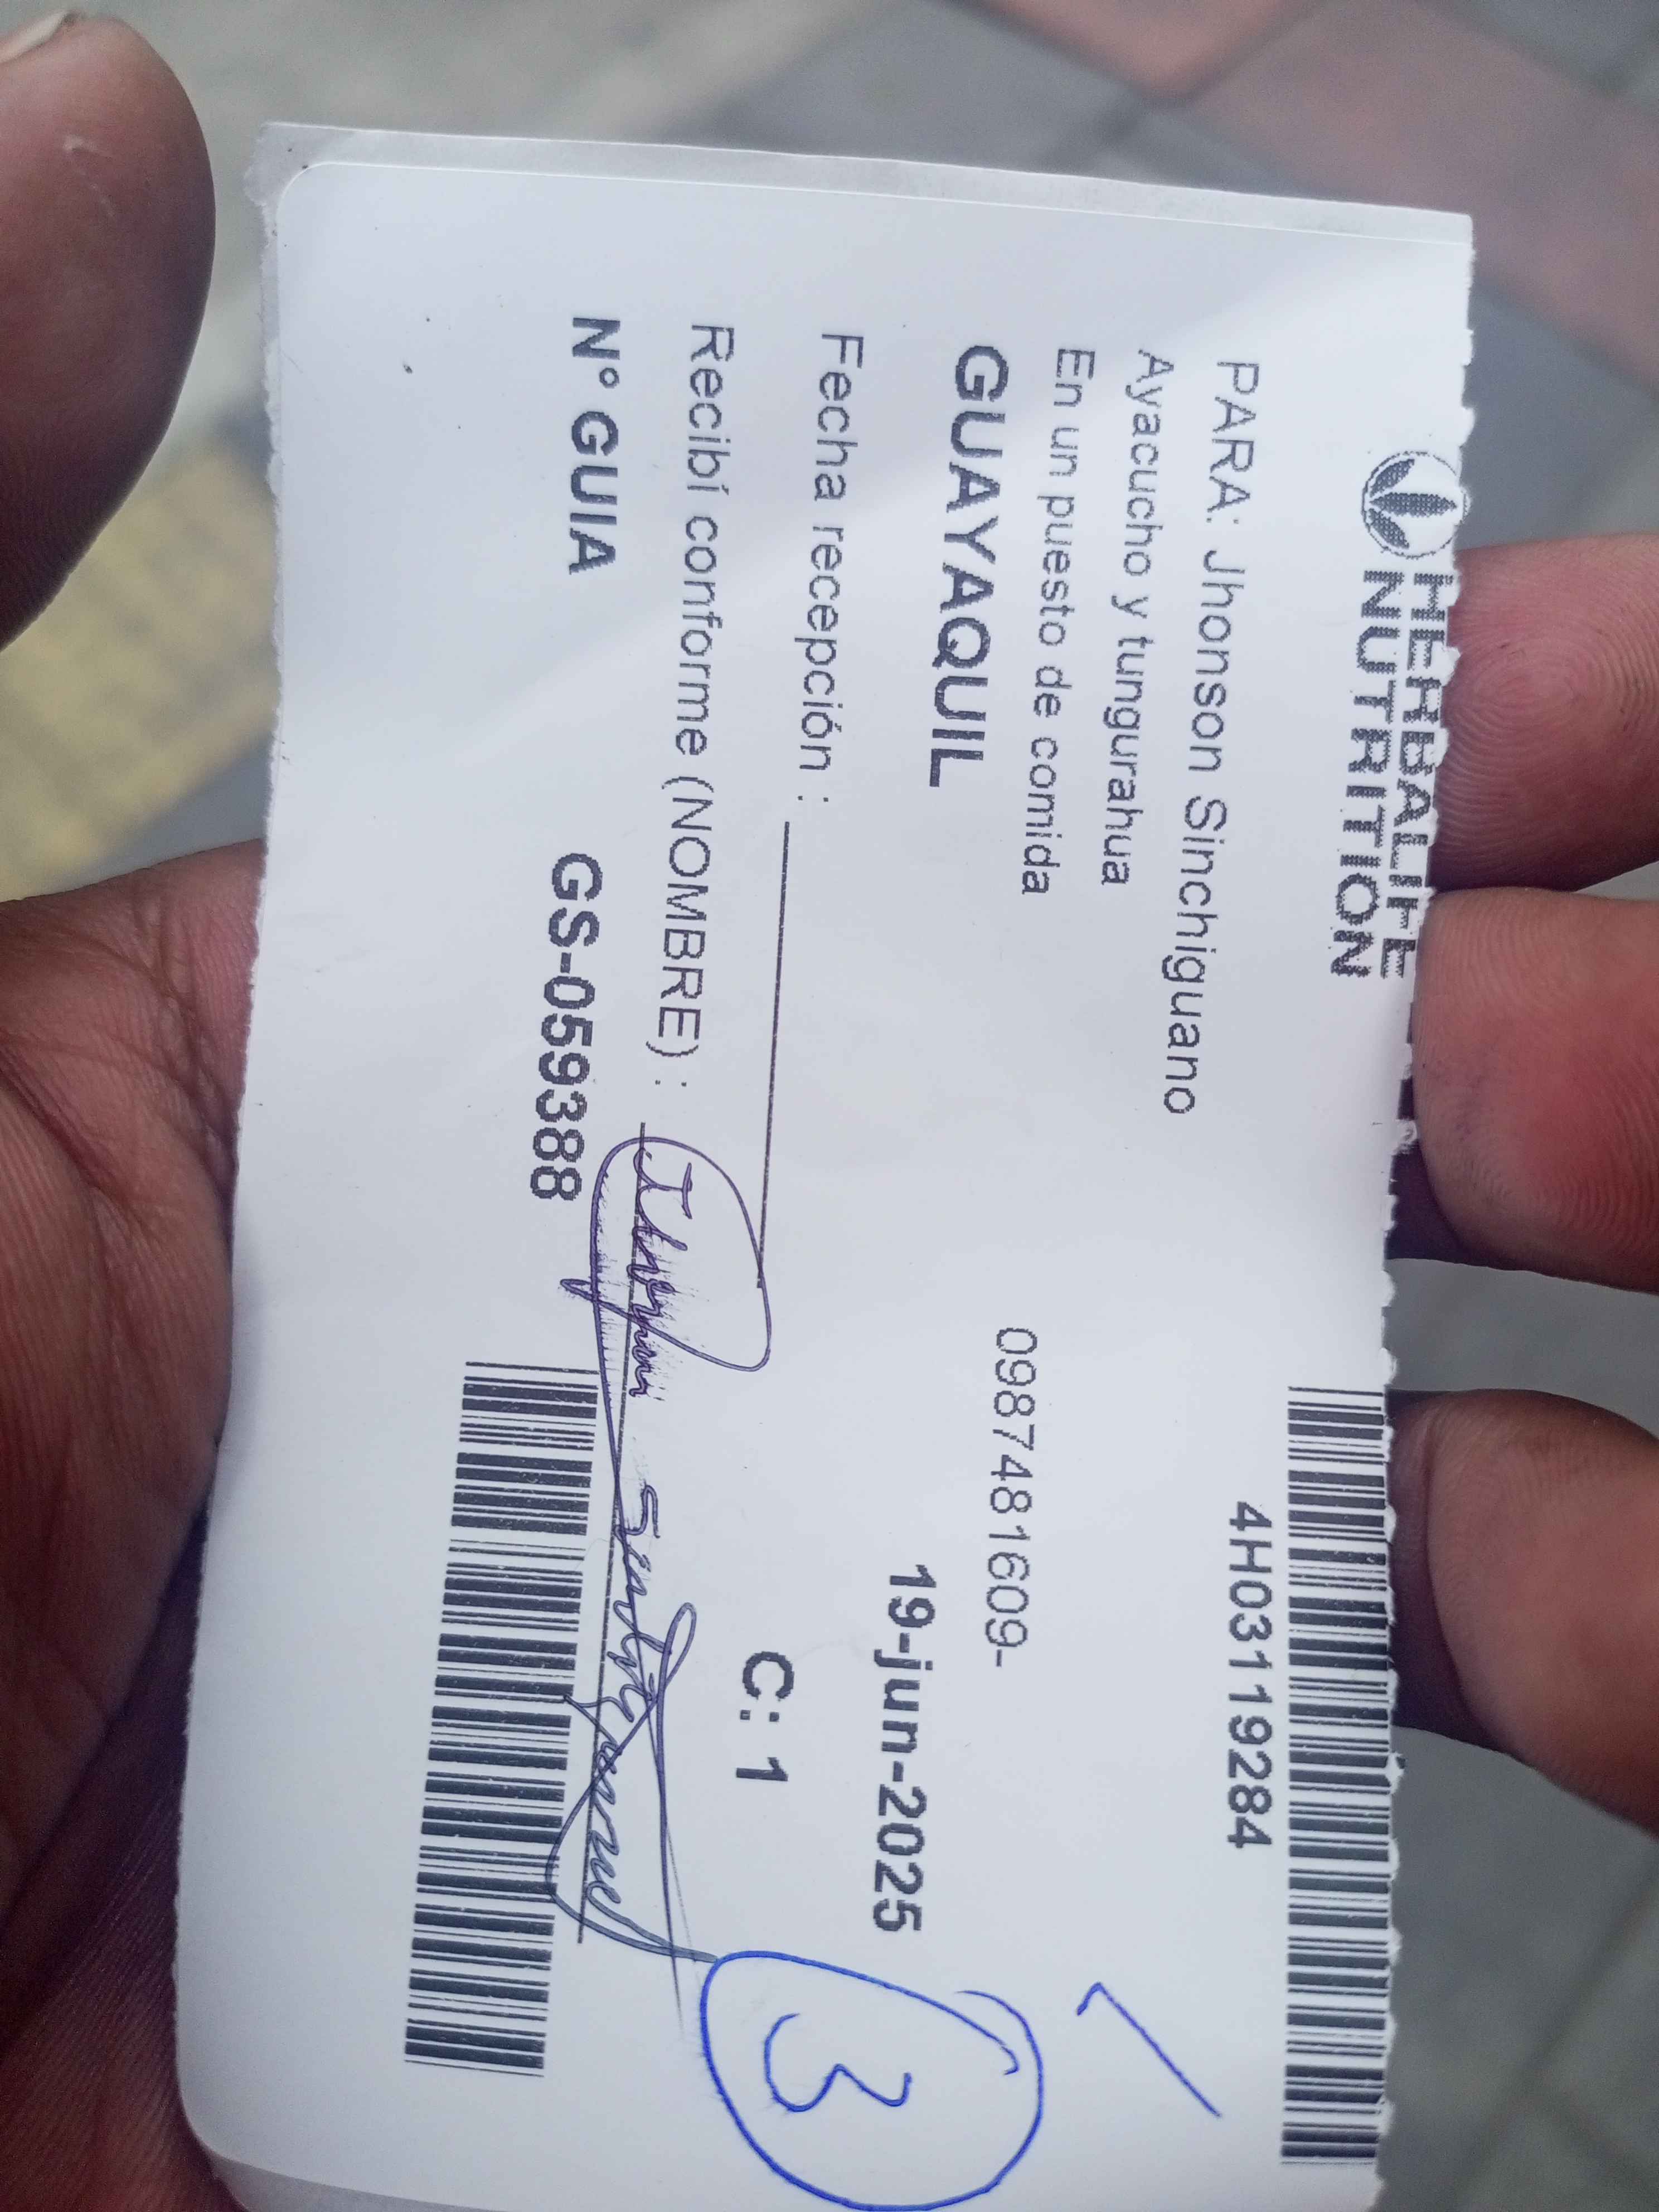 HERBALIFE
NUTRITION
4H03119284
PARA: Jhonson Sinchiguano
Ayacucho y tungurahua
En un puesto de comida
0987481609-
GUAYAQUIL
19-jun-2025
Fecha recepción :
C: 1
3
Recibí conforme (NOMBRE) :
N° GUIA
GS-059388